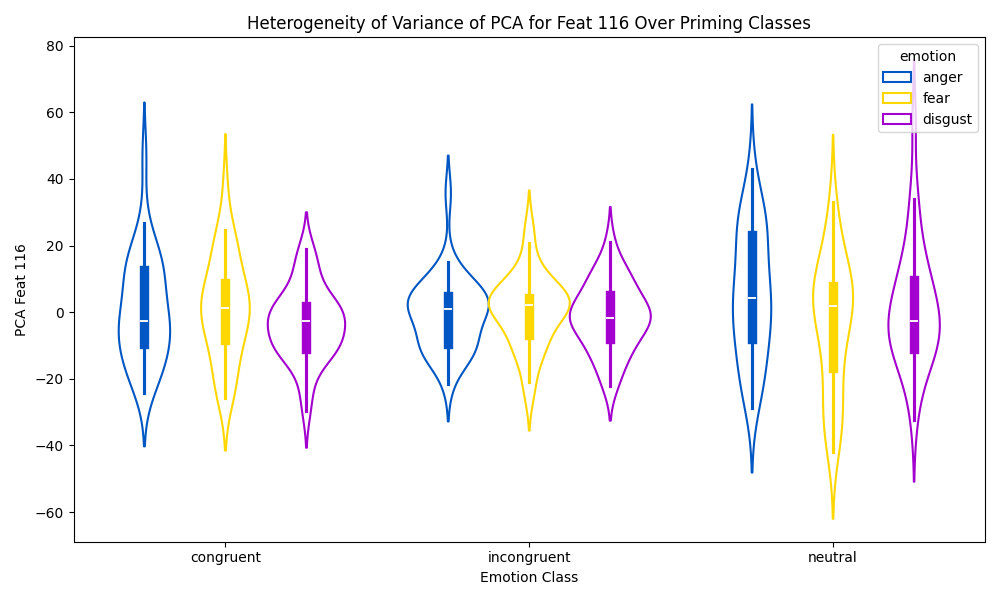 Heterogeneity of Variance of PCA for Feat 116 Over Priming Classes
80
60
40
20
0
−20
−40
−60
PCA Feat 116
emotion
anger
fear
disgust
congruent
incongruent
neutral
Emotion Class